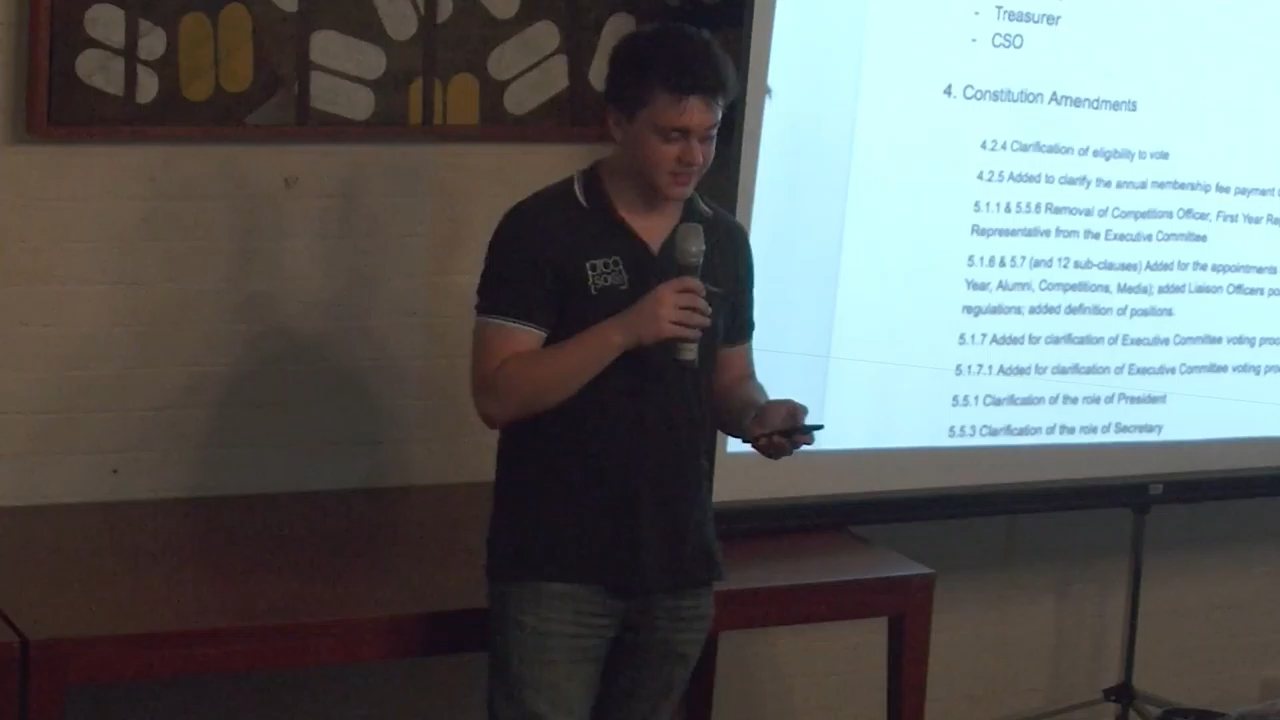 - Treasurer
- CSO
4. Constitution Amendments
4.2.4 Clarification of eligibility to vote
4.2.5 Added to clarify the annual membership fee payment
5.1.1 & 5.5.6 Removal of Competitions Officer, First Year
Representative from the Executive Committee
5.1.6 & 5.7 (and 12 sub-clauses) Added for the appointments
Year, Alumni, Competitions, Media); added Liaison Officers
regulations; added definition of positions.
5.1.7 Added for clarification of Executive Committee voting
5.1.7.1 Added for clarification of Executive Committee voting
5.5.1 Clarification of the role of President
5.5.3 Clarification of the role of Secretary
prog
[soc]